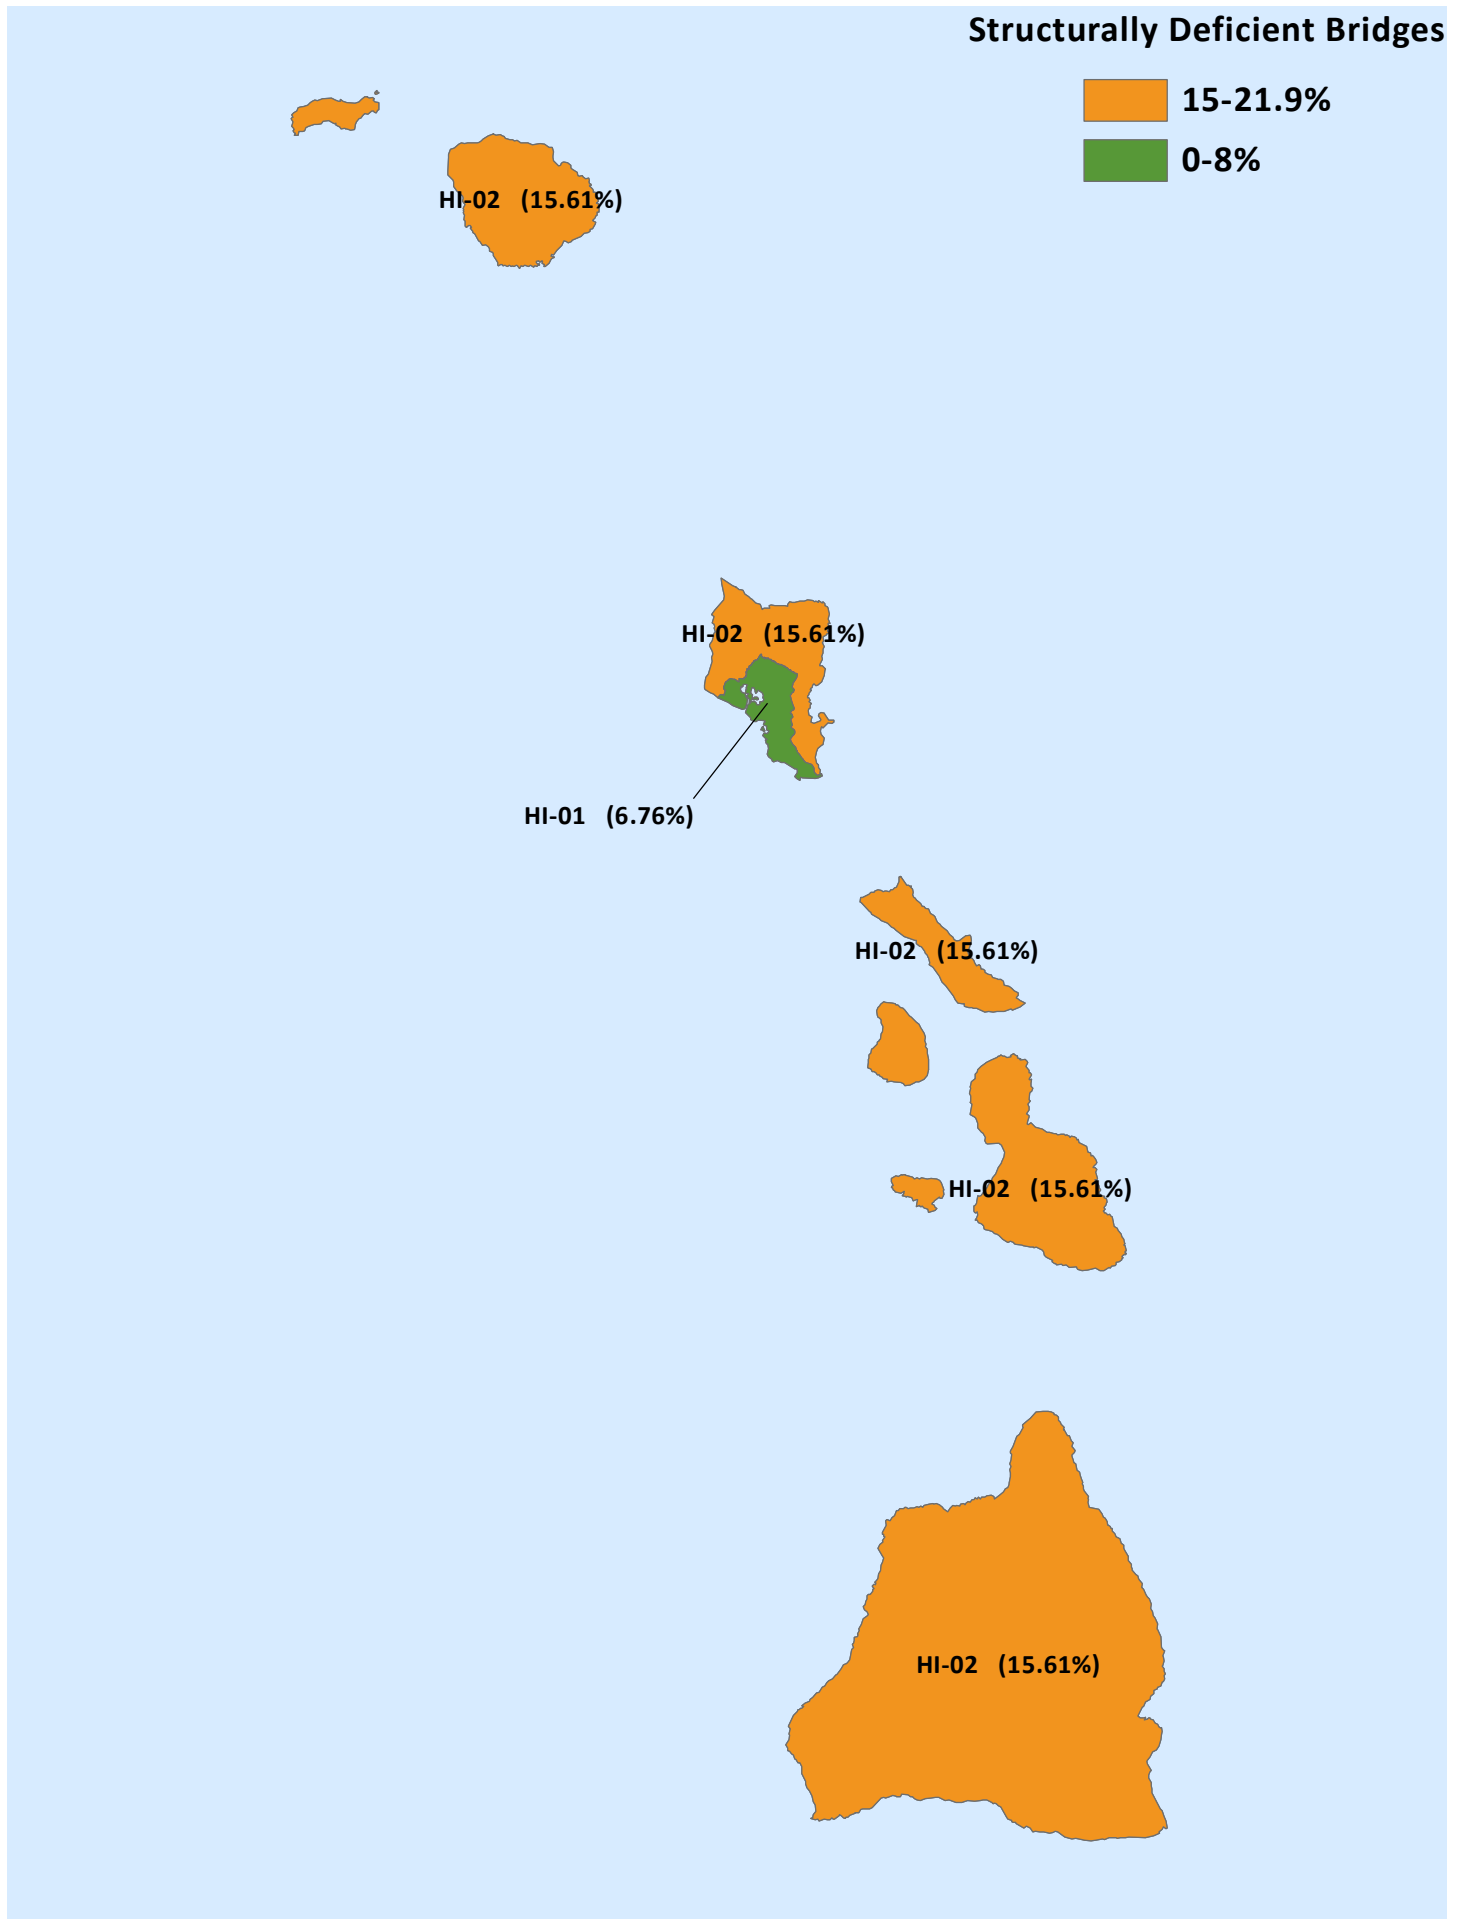 Structurally Deficient Bridges
15-21.9%
0-8%
HI-02 (15.61%)
HI-02 (15.61%)
HI-01 (6.76%)
HI-02 (15.61%)
HI-02 (15.61%)
HI-02 (15.61%)